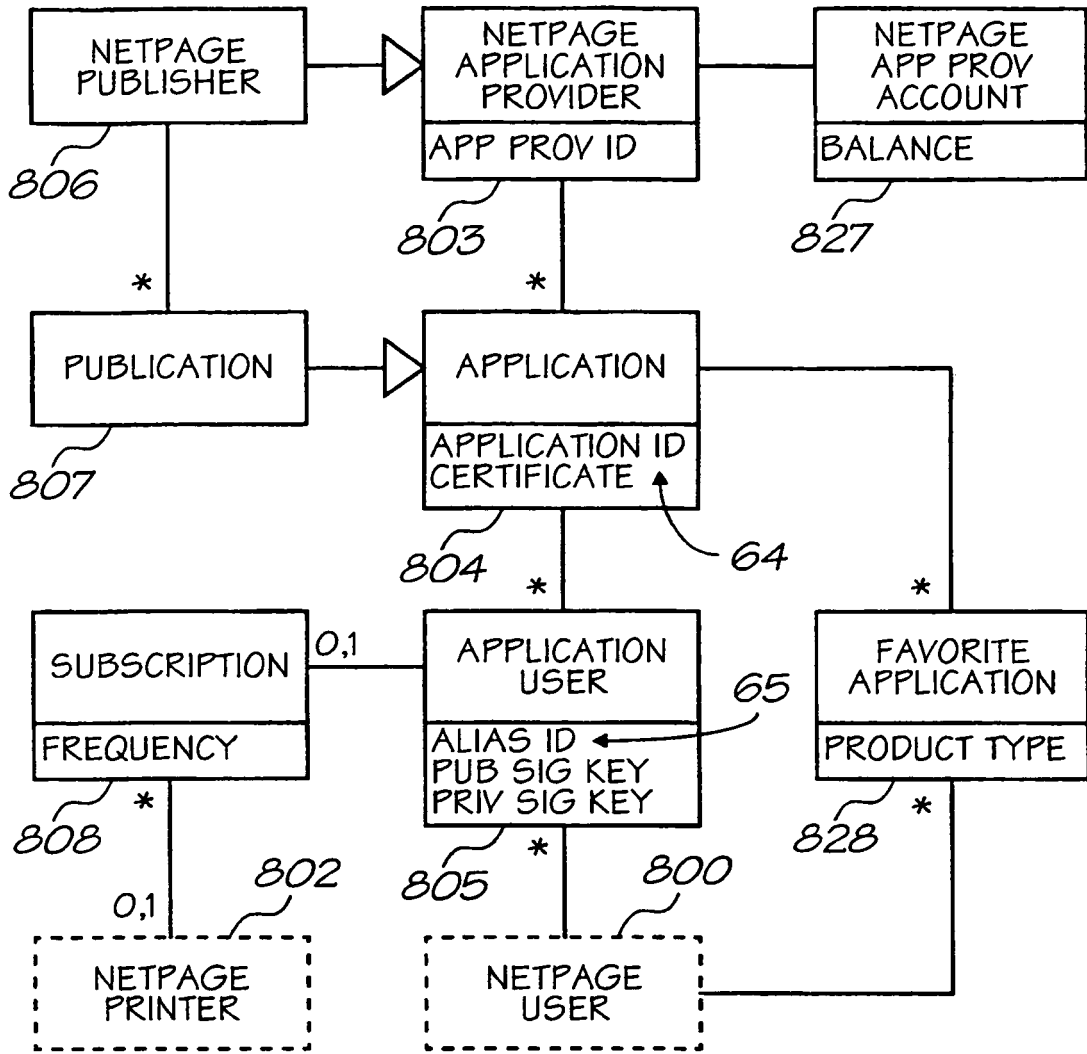 NETPAGE
PUBLISHER
806
NETPAGE
APPLICATION
PROVIDER
APP PROV ID
803
NETPAGE
APP PROV
ACCOUNT
BALANCE
827
*
*
PUBLICATION
807
APPLICATION
APPLICATION ID
CERTIFICATE
64
804
*
*
SUBSCRIPTION
FREQUENCY
808
*
0,1
APPLICATION
USER
ALIAS ID
PUB SIG KEY
PRIV SIG KEY
65
805
*
FAVORITE
APPLICATION
PRODUCT TYPE
828
*
0,1
802
NETPAGE
PRINTER
800
NETPAGE
USER